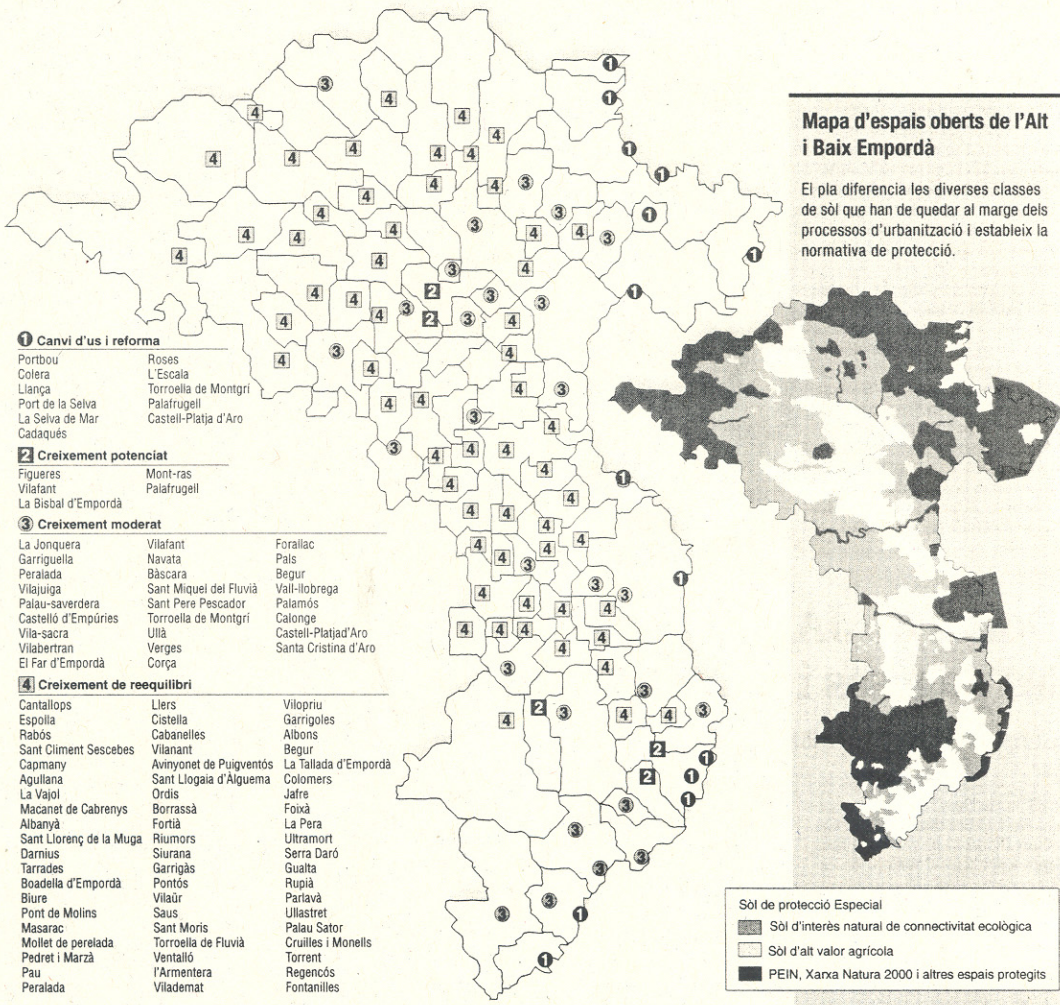 Mapa d'espais oberts de l'Alt
i Baix Empordà
El pla diferencia les diverses classes
de sòl que han de quedar al marge dels
processos d'urbanització i estableix la
normativa de protecció.
1 Canvi d'us i reforma
Portbou Roses
Colera L'Escala
Llança Torroella de Montgrí
Port de la Selva Palafrugell
La Selva de Mar Castell-Platja d'Aro
Cadaqués
2 Creixement potenciat
Figueres Mont-ras
Vilafant Palafrugell
La Bisbal d'Empordà
3 Creixement moderat
La Jonquera Vilafant Forallac
Garriguella Navata Pals
Peralada Bàscara Begur
Vilajuiga Sant Miquel del Fluvià Vall-llobrega
Palau-saverdera Sant Pere Pescador Palamós
Castelló d'Empúries Torroella de Montgrí Calonge
Vila-sacra Ullà Castell-Platjad'Aro
Vilabertran Verges Santa Cristina d'Aro
El Far d'Empordà Corça
4 Creixement de reequilibri
Cantallops Llers Vilopriu
Espolla Cistella Garrigoles
Rabós Cabanelles Albons
Sant Climent Sescebes Vilanant Begur
Capmany Avinyonet de Puigventós La Tallada d'Empordà
Agullana Sant Llogaia d'Àlguema Colomers
La Vajol Ordis Jafre
Macanet de Cabrenys Borrassà Foixà
Albanyà Fortià La Pera
Sant Llorenç de la Muga Riumors Ultramort
Darnius Siurana Serra Daró
Tarrades Garrigàs Gualta
Boadella d'Empordà Pontós Rupià
Biure Vilaür Parlavà
Pont de Molins Saus Ullastret
Masarac Sant Moris Palau Sator
Mollet de perelada Torroella de Fluvià Cruilles i Monells
Pedret i Marzà Ventalló Torrent
Pau l'Armentera Regencós
Peralada Vilademat Fontanilles
Sòl de protecció Especial
Sòl d'interès natural de connectivitat ecològica
Sòl d'alt valor agrícola
PEIN, Xarxa Natura 2000 i altres espais protegits